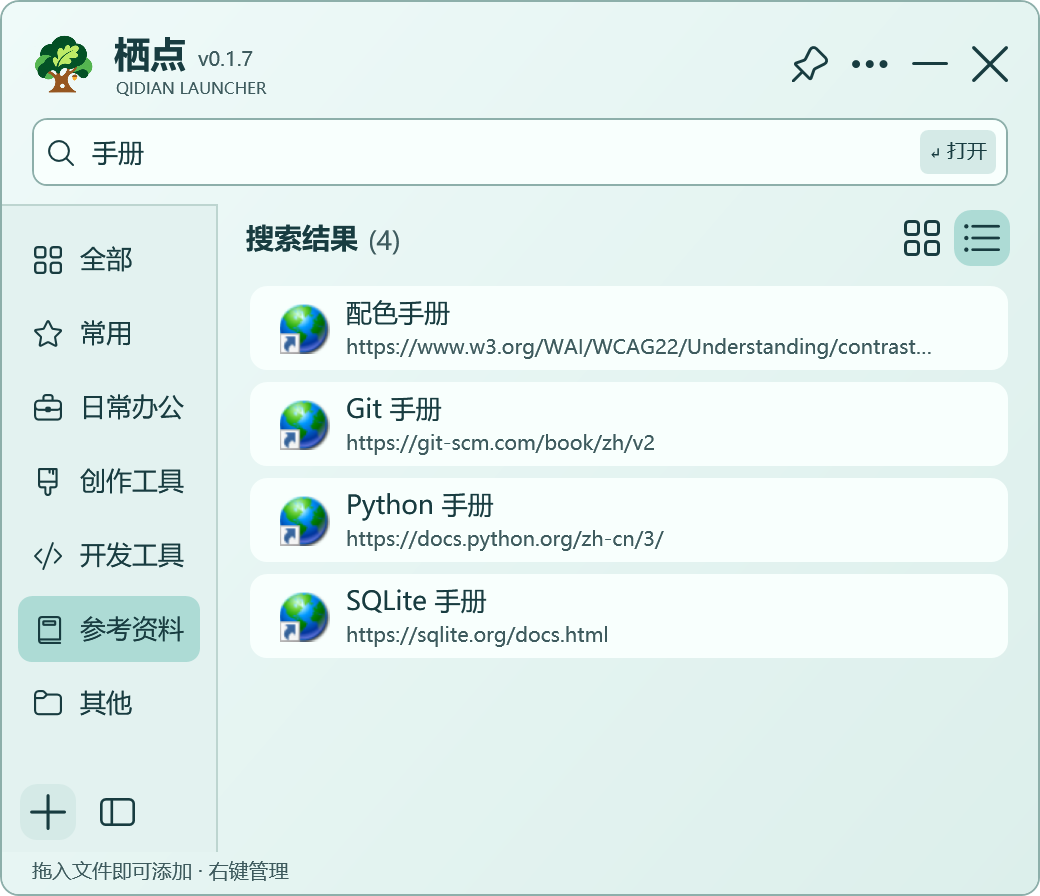 栖点 v0.1.7
QIDIAN LAUNCHER
手册
↲ 打开
全部
常用
日常办公
创作工具
开发工具
参考资料
其他
搜索结果 (4)
配色手册
https://www.w3.org/WAI/WCAG22/Understanding/contrast...
Git 手册
https://git-scm.com/book/zh/v2
Python 手册
https://docs.python.org/zh-cn/3/
SQLite 手册
https://sqlite.org/docs.html
拖入文件即可添加 · 右键管理